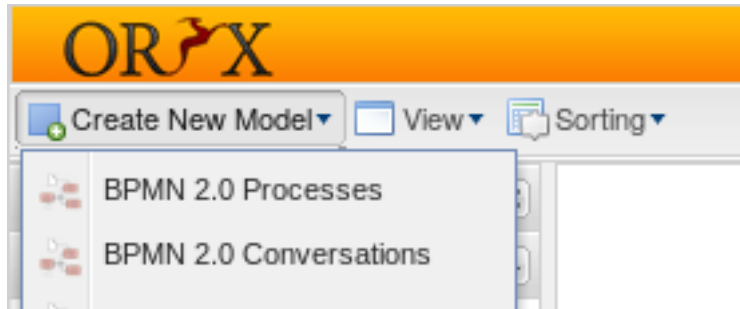 ORYX
Create New Model View Sorting
BPMN 2.0 Processes
BPMN 2.0 Conversations